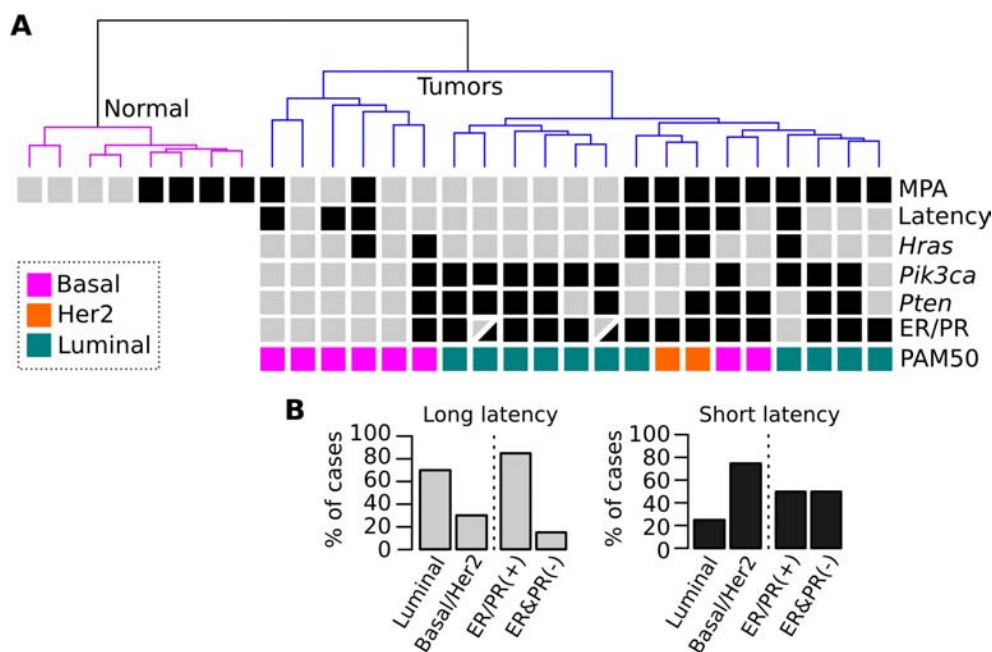 A
Normal
Tumors
MPA
Latency
Hras
Pik3ca
Pten
ER/PR
PAM50
Basal
Her2
Luminal
B
Long latency
% of cases
100
80
60
40
20
0
Luminal
Basal/Her2
ER/PR(+)
ER&PR(-)
Short latency
% of cases
100
80
60
40
20
0
Luminal
Basal/Her2
ER/PR(+)
ER&PR(-)